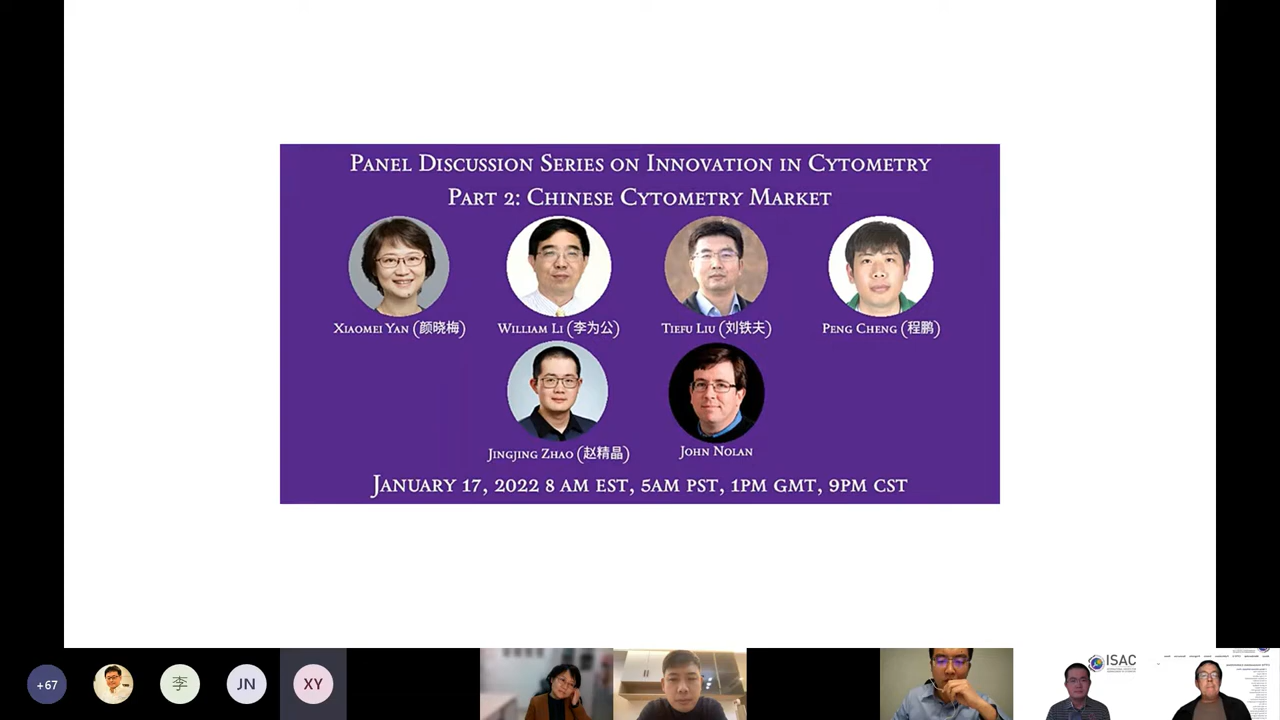 Panel Discussion Series on Innovation in Cytometry
Part 2: Chinese Cytometry Market
Xiaomei Yan (颜晓梅)
William Li (李为公)
Tiefu Liu (刘铁夫)
Peng Cheng (程鹏)
Jingjing Zhao (赵精晶)
John Nolan
January 17, 2022 8 AM EST, 5AM PST, 1PM GMT, 9PM CST
+67
李
JN
XY
ISAC